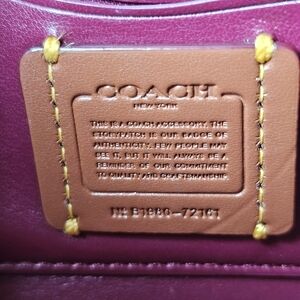 COACH
NEW YORK
THIS IS A COACH ACCESSORY. THE
STORYPATCH IS OUR BADGE OF
AUTHENTICITY. FEW PEOPLE MAY
SEE IT, BUT IT WILL ALWAYS BE A
REMINDER OF OUR COMMITMENT
TO QUALITY AND CRAFTSMANSHIP.